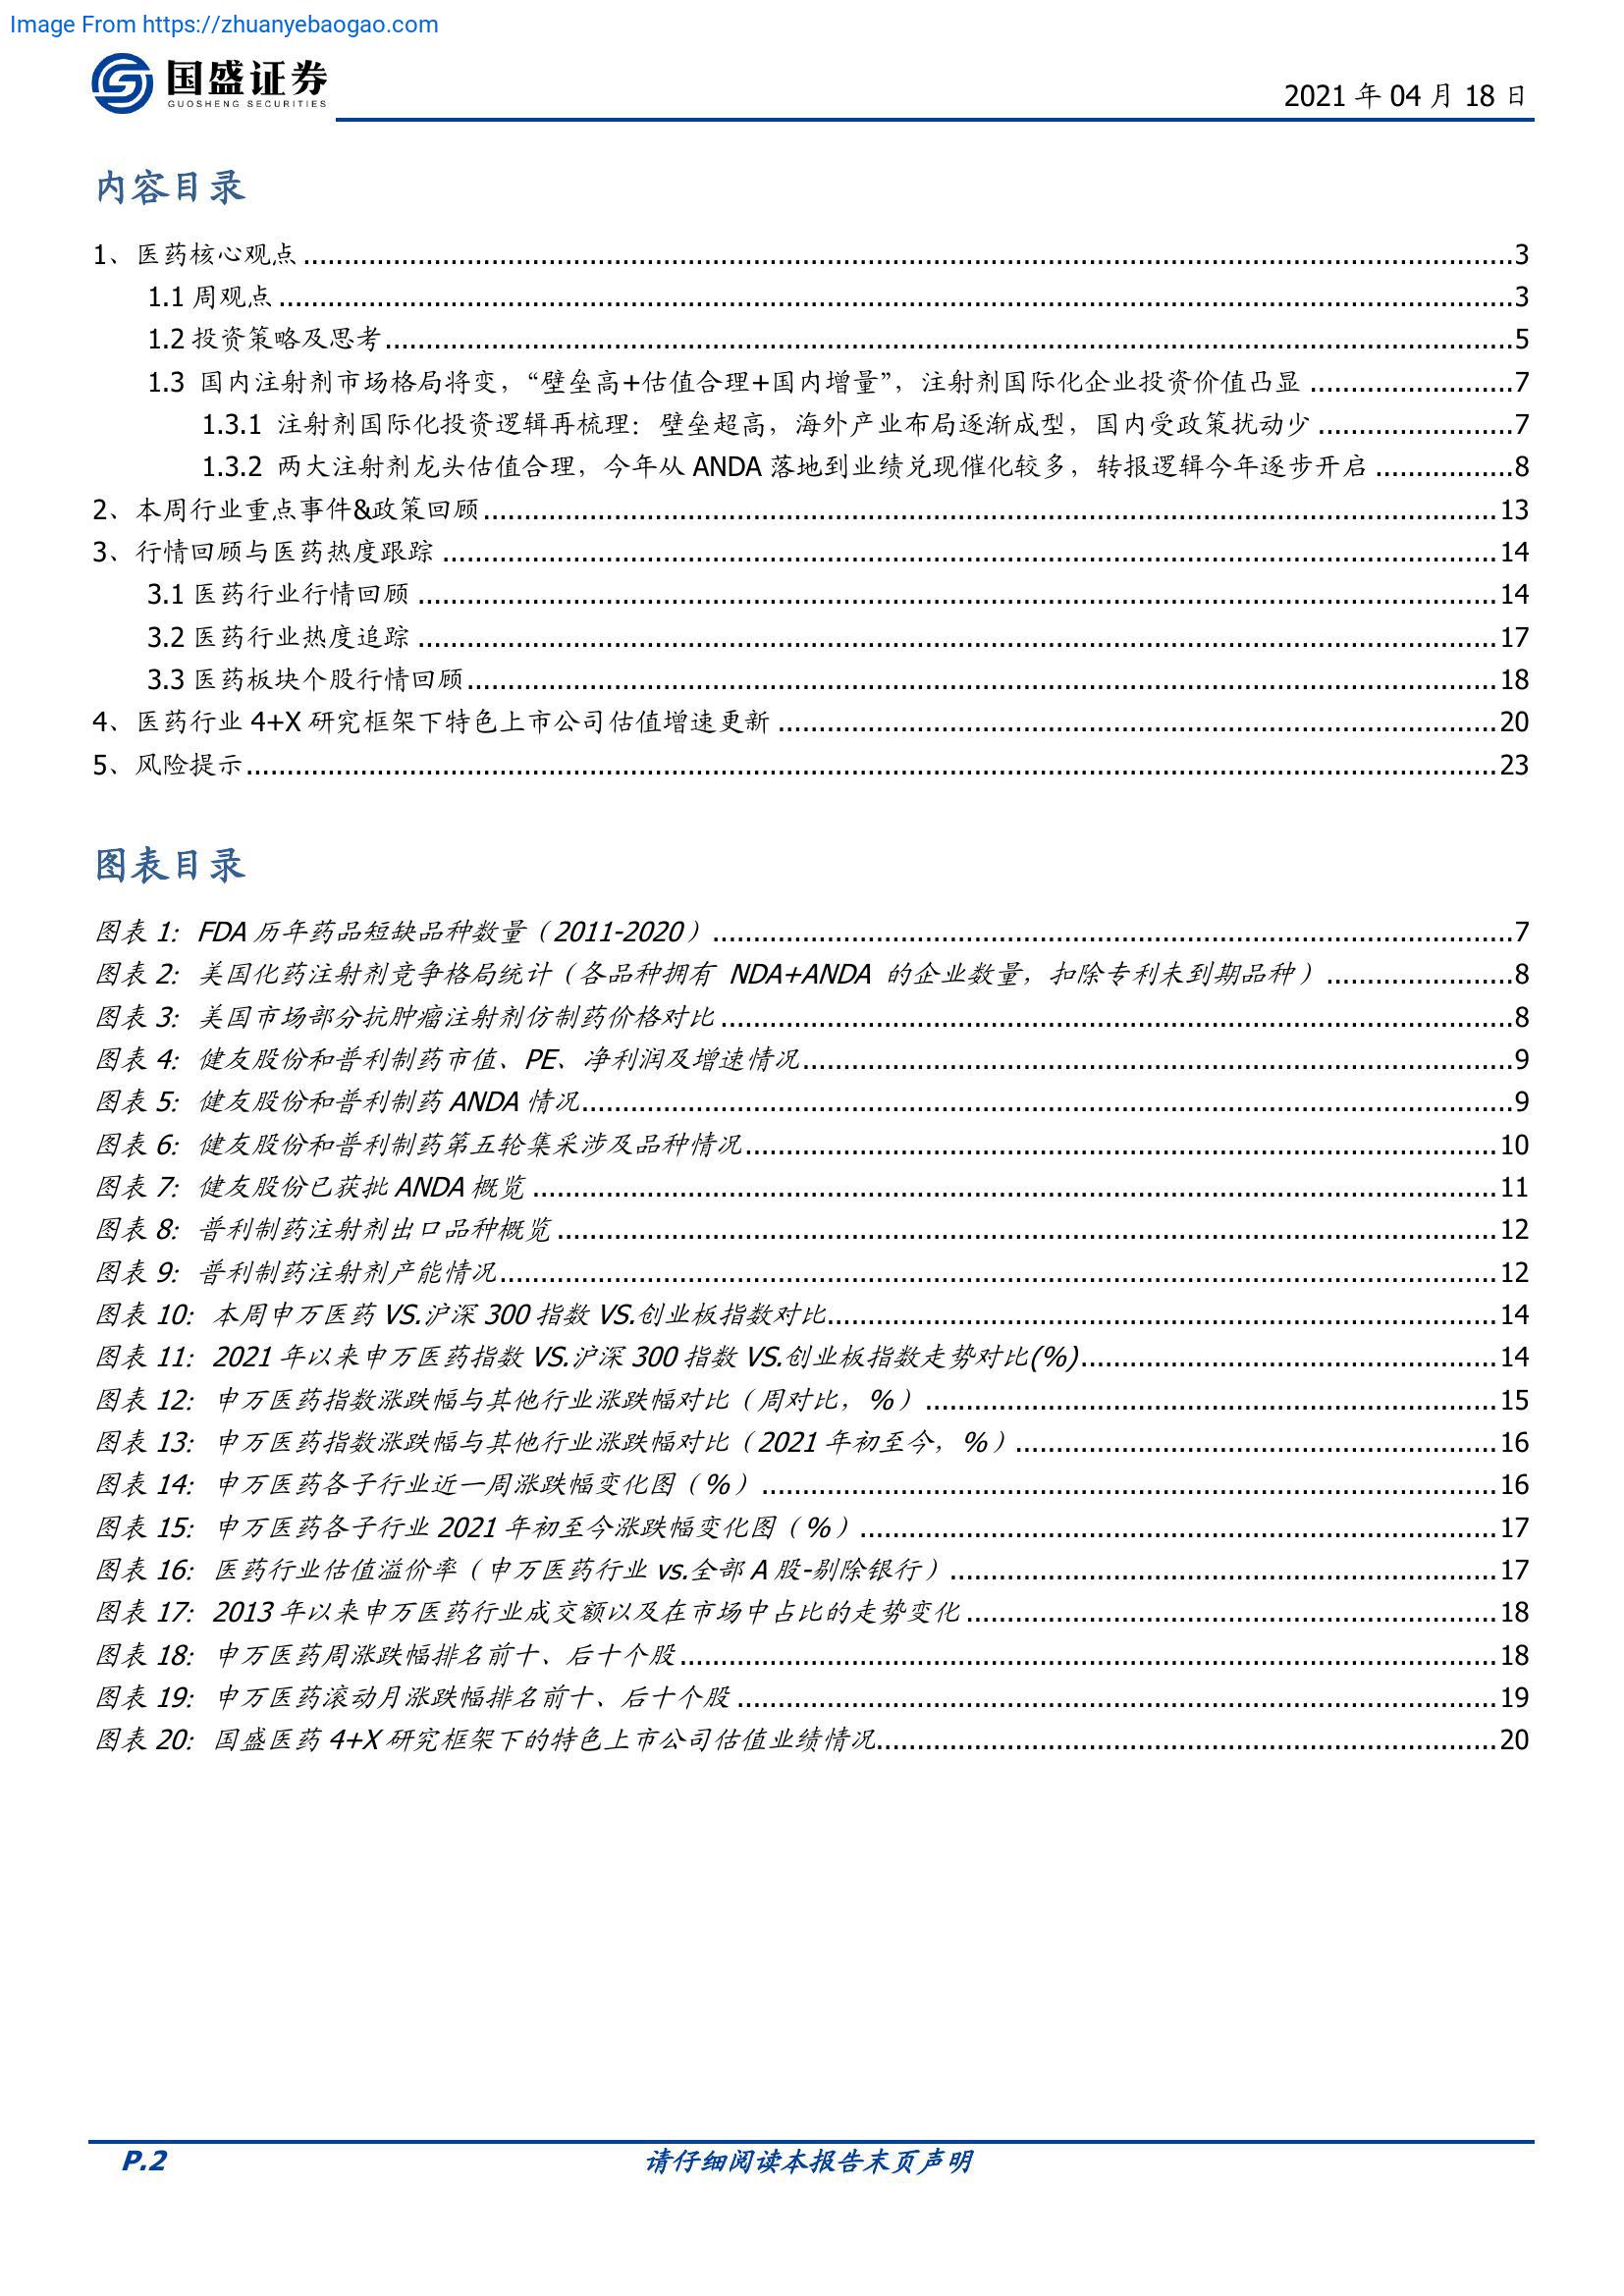 Image From https://zhuanyebaogao.com
国盛证券
GUOSHENG SECURITIES
2021 年 04 月 18 日
内容目录
1、医药核心观点 ........................................ 3
1.1 周观点 ........................................ 3
1.2 投资策略及思考 ........................................ 5
1.3 国内注射剂市场格局将变，“壁垒高+估值合理+国内增量”，注射剂国际化企业投资价值凸显 ........................................ 7
1.3.1 注射剂国际化投资逻辑再梳理：壁垒超高，海外产业布局逐渐成型，国内受政策扰动少 ........................................ 7
1.3.2 两大注射剂龙头估值合理，今年从 ANDA 落地到业绩兑现催化较多，转报逻辑今年逐步开启 ........................................ 8
2、本周行业重点事件&政策回顾 ........................................ 13
3、行情回顾与医药热度跟踪 ........................................ 14
3.1 医药行业行情回顾 ........................................ 14
3.2 医药行业热度追踪 ........................................ 17
3.3 医药板块个股行情回顾 ........................................ 18
4、医药行业 4+X 研究框架下特色上市公司估值增速更新 ........................................ 20
5、风险提示 ........................................ 23
图表目录
图表 1： FDA 历年药品短缺品种数量（2011-2020） ........................................ 7
图表 2： 美国化药注射剂竞争格局统计（各品种拥有 NDA+ANDA 的企业数量，扣除专利未到期品种） ........................................ 8
图表 3： 美国市场部分抗肿瘤注射剂仿制药价格对比 ........................................ 8
图表 4： 健友股份和普利制药市值、PE、净利润及增速情况 ........................................ 9
图表 5： 健友股份和普利制药 ANDA 情况 ........................................ 9
图表 6： 健友股份和普利制药第五轮集采涉及品种情况 ........................................ 10
图表 7： 健友股份已获批 ANDA 概览 ........................................ 11
图表 8： 普利制药注射剂出口品种概览 ........................................ 12
图表 9： 普利制药注射剂产能情况 ........................................ 12
图表 10： 本周申万医药 VS.沪深 300 指数 VS.创业板指数对比 ........................................ 14
图表 11： 2021 年以来申万医药指数 VS.沪深 300 指数 VS.创业板指数走势对比(%) ........................................ 14
图表 12： 申万医药指数涨跌幅与其他行业涨跌幅对比（周对比，%） ........................................ 15
图表 13： 申万医药指数涨跌幅与其他行业涨跌幅对比（2021 年初至今，%） ........................................ 16
图表 14： 申万医药各子行业近一周涨跌幅变化图（%） ........................................ 16
图表 15： 申万医药各子行业 2021 年初至今涨跌幅变化图（%） ........................................ 17
图表 16： 医药行业估值溢价率（申万医药行业 vs.全部 A 股-剔除银行） ........................................ 17
图表 17： 2013 年以来申万医药行业成交额以及在市场中占比的走势变化 ........................................ 18
图表 18： 申万医药周涨跌幅排名前十、后十个股 ........................................ 18
图表 19： 申万医药滚动月涨跌幅排名前十、后十个股 ........................................ 19
图表 20： 国盛医药 4+X 研究框架下的特色上市公司估值业绩情况 ........................................ 20
P.2
请仔细阅读本报告末页声明